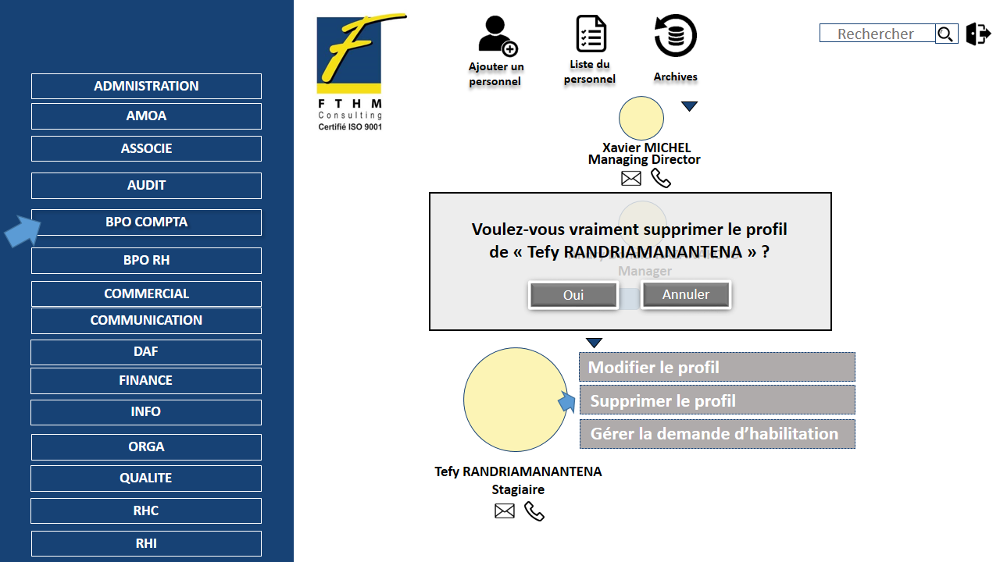 ADMNISTRATION
AMOA
ASSOCIE
AUDIT
BPO COMPTA
BPO RH
COMMERCIAL
COMMUNICATION
DAF
FINANCE
INFO
ORGA
QUALITE
RHC
RHI
F T H M
Consulting
Certifié ISO 9001
Ajouter un
personnel
Liste du
personnel
Archives
Rechercher
Xavier MICHEL
Managing Director
Voulez-vous vraiment supprimer le profil
de « Tefy RANDRIAMANANTENA » ?
Manager
Oui
Annuler
Modifier le profil
Supprimer le profil
Gérer la demande d’habilitation
Tefy RANDRIAMANANTENA
Stagiaire